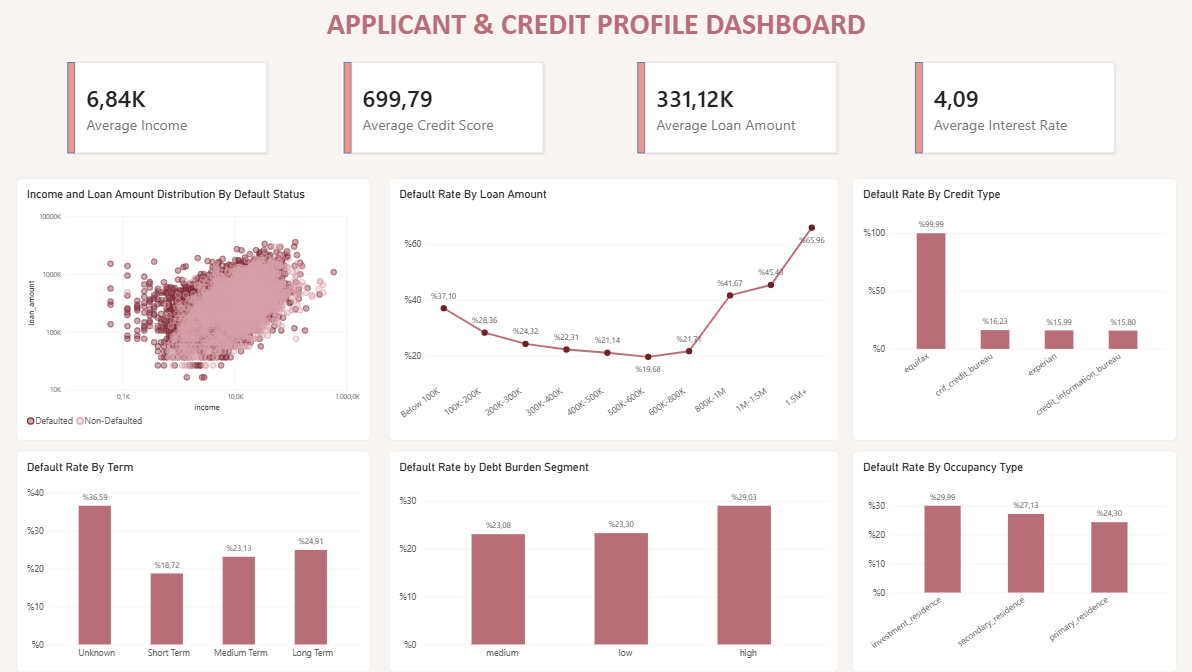 APPLICANT & CREDIT PROFILE DASHBOARD
6,84K
Average Income
699,79
Average Credit Score
331,12K
Average Loan Amount
4,09
Average Interest Rate
Income and Loan Amount Distribution By Default Status
10000K
1000K
100K
10K
loan_amount
0,1K
10,0K
1.000,0K
income
Defaulted
Non-Defaulted
Default Rate By Loan Amount
%60
%40
%20
%37,10
%28,36
%24,32
%22,31
%21,14
%19,68
%21,71
%41,67
%45,43
%65,96
Below 100K
100K-200K
200K-300K
300K-400K
400K-500K
500K-600K
600K-800K
800K-1M
1M-1.5M
1.5M+
Default Rate By Credit Type
%100
%50
%0
%99,99
%16,23
%15,99
%15,80
equifax
crif_credit_bureau
experian
credit_information_bureau
Default Rate By Term
%40
%30
%20
%10
%0
%36,59
%18,72
%23,13
%24,91
Unknown
Short Term
Medium Term
Long Term
Default Rate by Debt Burden Segment
%30
%20
%10
%0
%23,08
%23,30
%29,03
medium
low
high
Default Rate By Occupancy Type
%30
%20
%10
%0
%29,99
%27,13
%24,30
investment_residence
secondary_residence
primary_residence